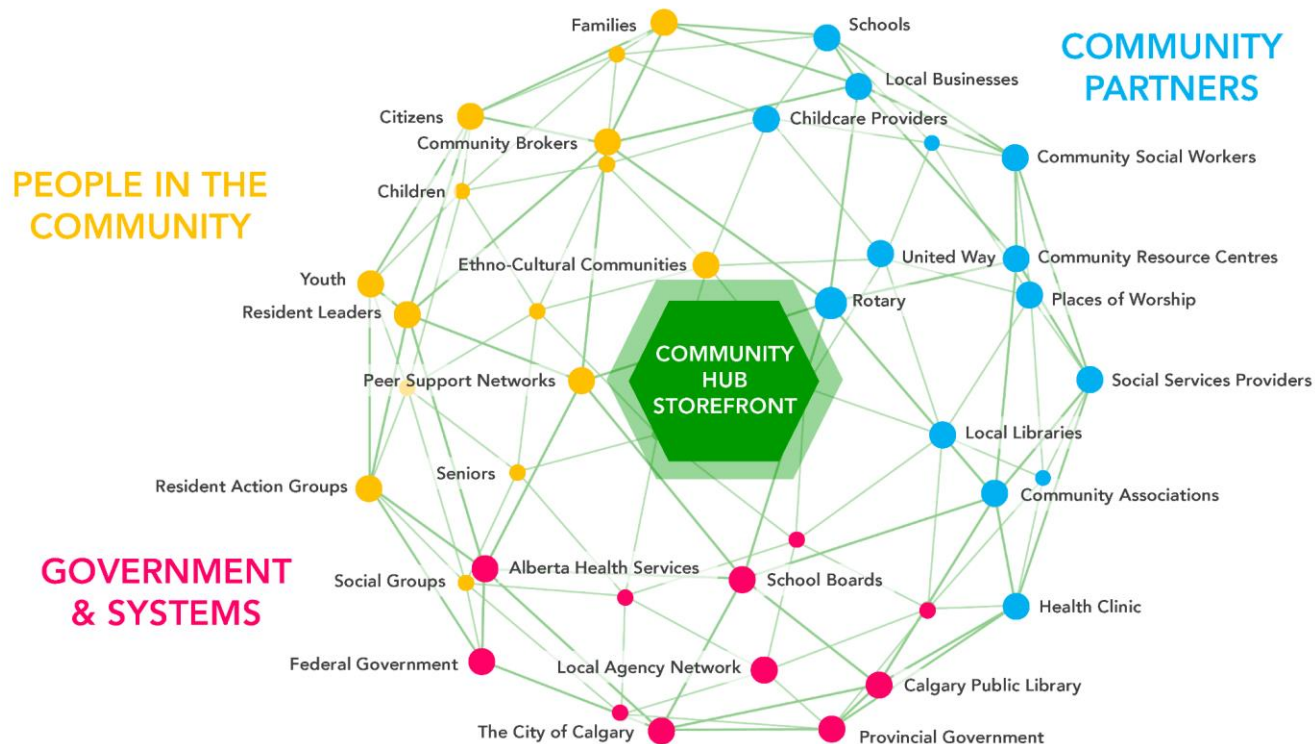 Families
Schools
COMMUNITY
PARTNERS
Local Businesses
Citizens
Childcare Providers
Community Brokers
Community Social Workers
PEOPLE IN THE
COMMUNITY
Children
Ethno-Cultural Communities
United Way
Community Resource Centres
Youth
Rotary
Places of Worship
Resident Leaders
COMMUNITY
HUB
STOREFRONT
Peer Support Networks
Social Services Providers
Local Libraries
Seniors
Resident Action Groups
Community Associations
GOVERNMENT
& SYSTEMS
Alberta Health Services
School Boards
Social Groups
Health Clinic
Federal Government
Local Agency Network
Calgary Public Library
The City of Calgary
Provincial Government